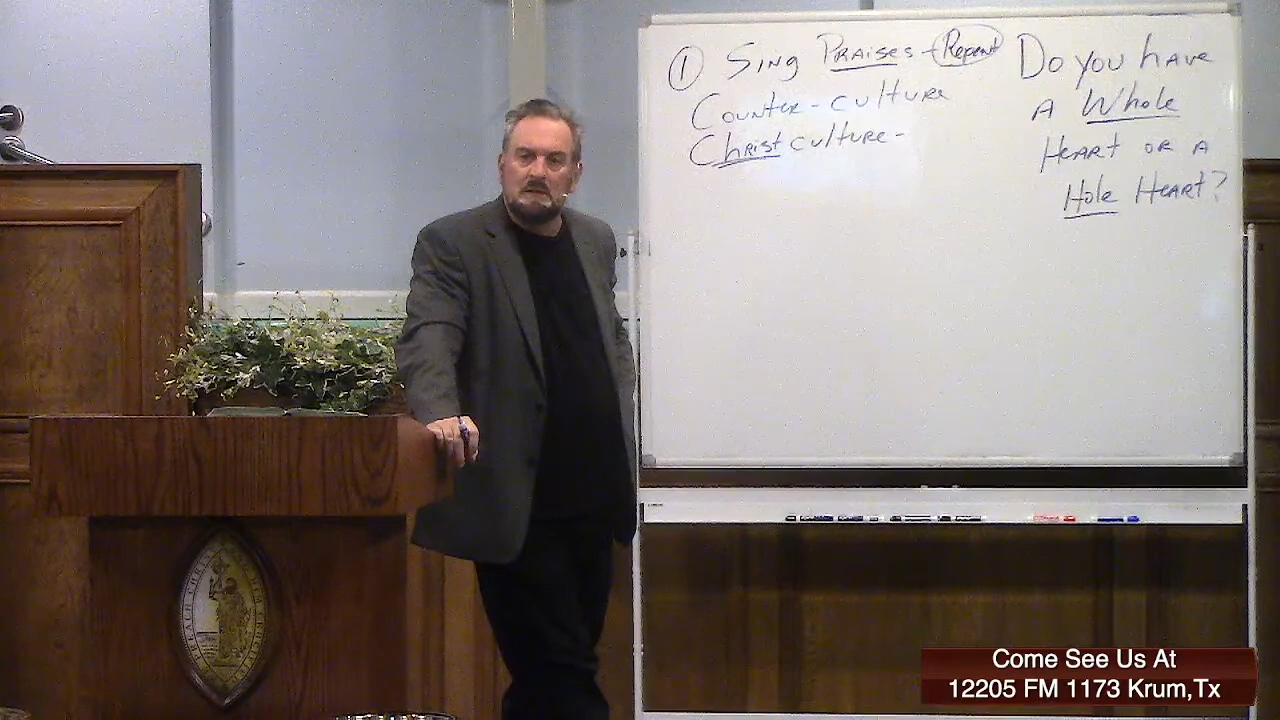 ① Sing Praises + Repent
Counter-culture
Christ culture-
Do you have
A Whole
Heart or a
Hole Heart?
Come See Us At
12205 FM 1173 Krum,Tx